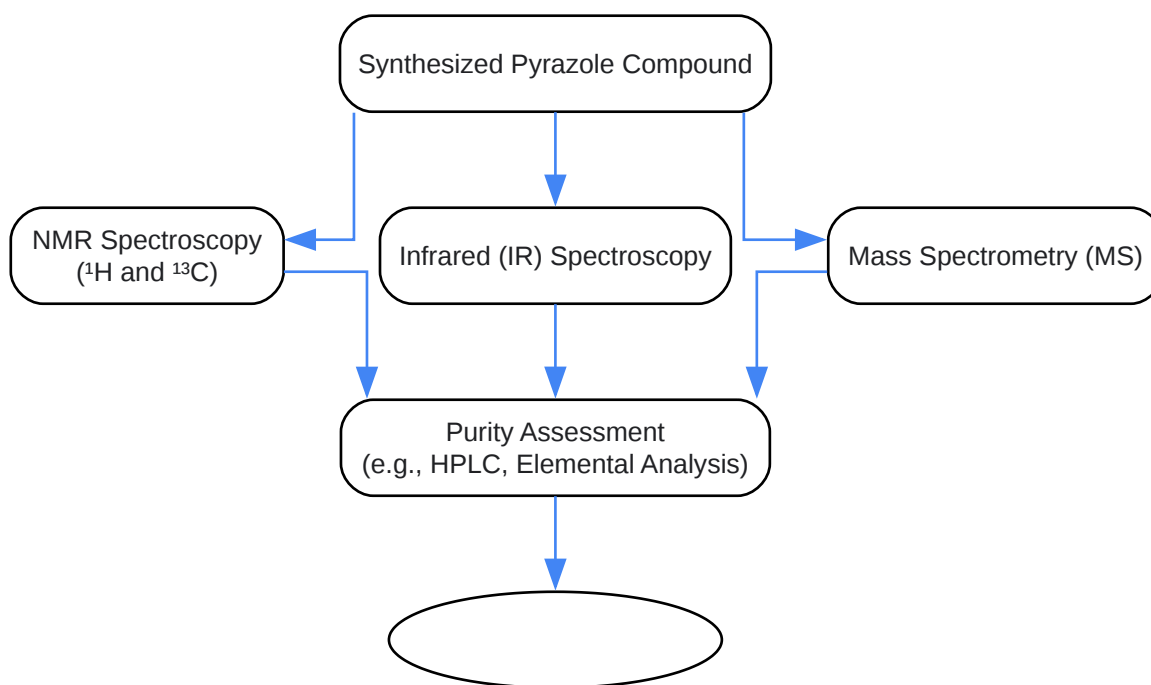 Synthesized Pyrazole Compound
NMR Spectroscopy
(¹H and ¹³C)
Infrared (IR) Spectroscopy
Mass Spectrometry (MS)
Purity Assessment
(e.g., HPLC, Elemental Analysis)